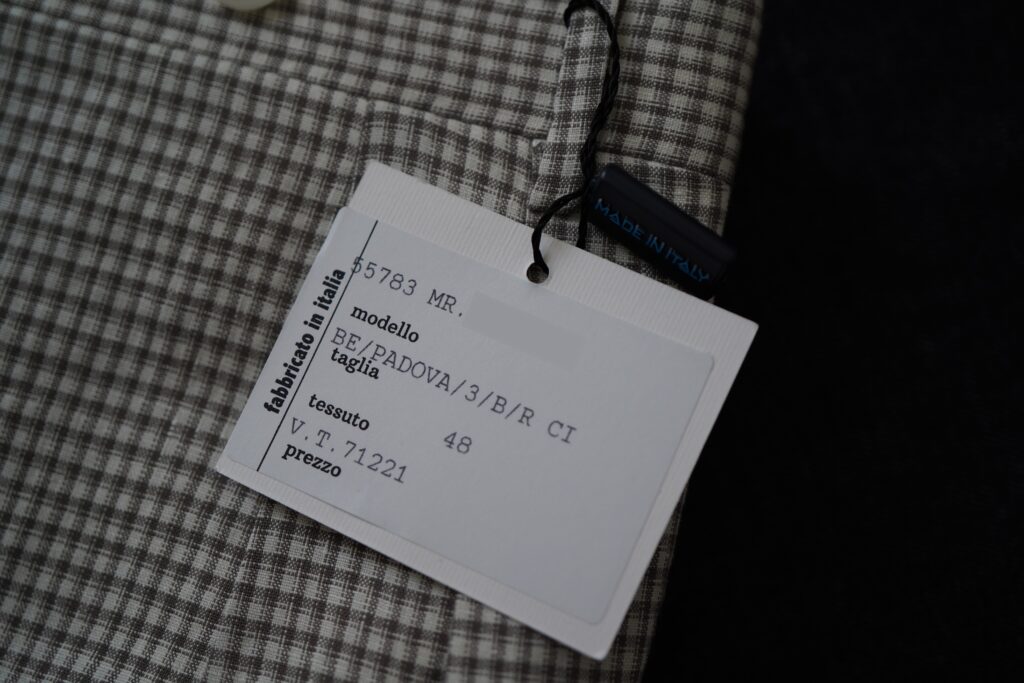 MADE IN ITALY
fabbricato in italia
55783 MR.
modello
BE/PADOVA/3/B/R CI
taglia
48
tessuto
V.T.71221
prezzo